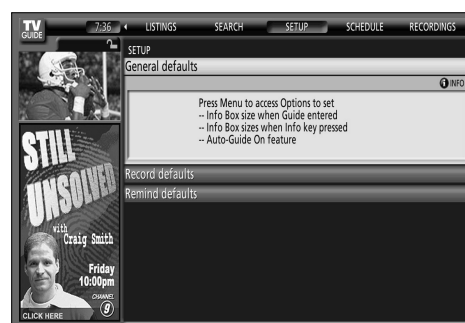 TV
GUIDE
7:36
LISTINGS
SEARCH
SETUP
SCHEDULE
RECORDINGS
SETUP
General defaults
i INFO
Press Menu to access Options to set
-- Info Box size when Guide entered
-- Info Box sizes when Info key pressed
-- Auto-Guide On feature
Record defaults
Remind defaults
STILL
UNSOLVED
with
Craig Smith
Friday
10:00pm
CHANNEL
9
CLICK HERE